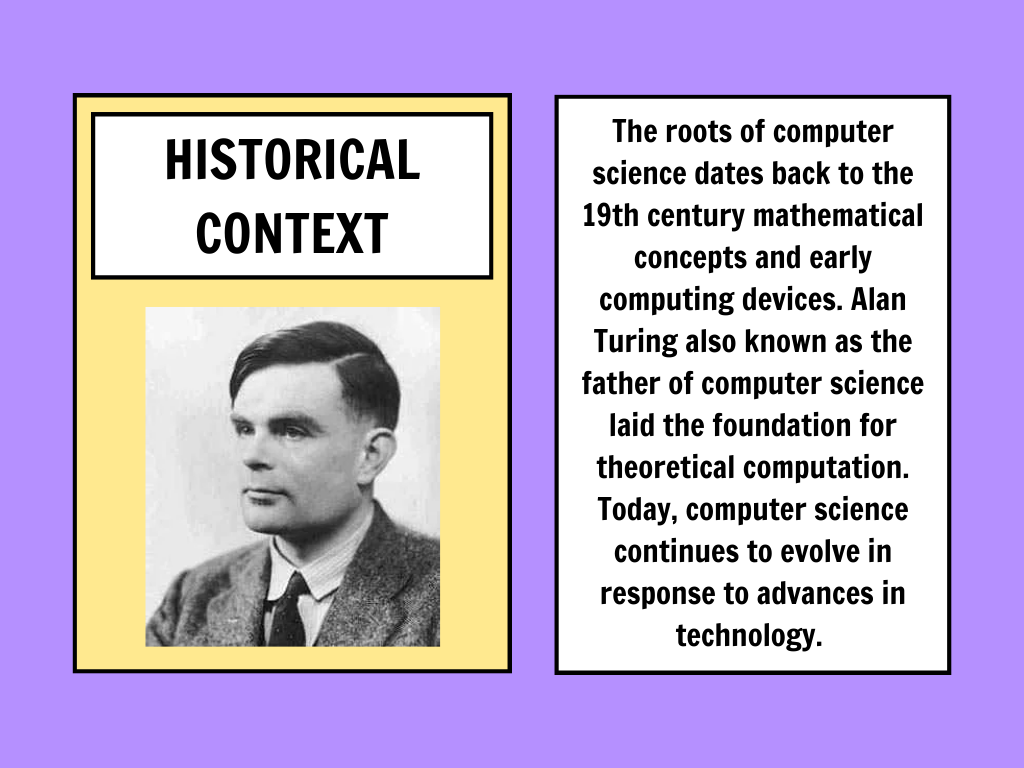 HISTORICAL
CONTEXT
The roots of computer
science dates back to the
19th century mathematical
concepts and early
computing devices. Alan
Turing also known as the
father of computer science
laid the foundation for
theoretical computation.
Today, computer science
continues to evolve in
response to advances in
technology.